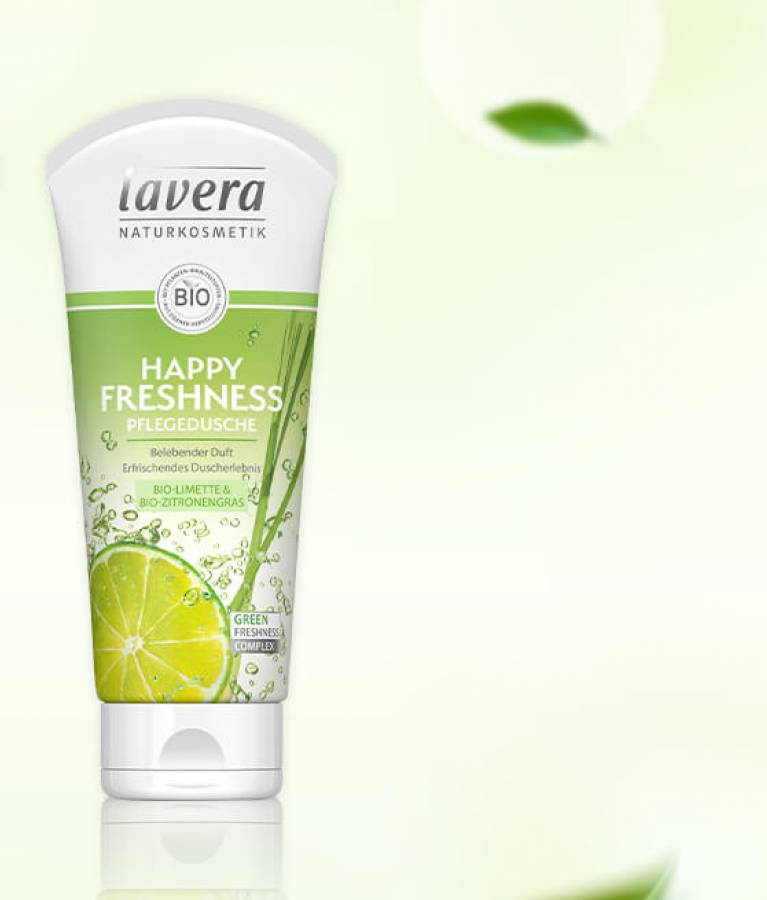 lavera
NATURKOSMETIK
BIO
HAPPY
FRESHNESS
PFLEGEDUSCHE
Belebender Duft
Erfrischendes Duscherlebnis
BIO-LIMETTE &
BIO-ZITRONENGRAS
GREEN
FRESHNESS
COMPLEX